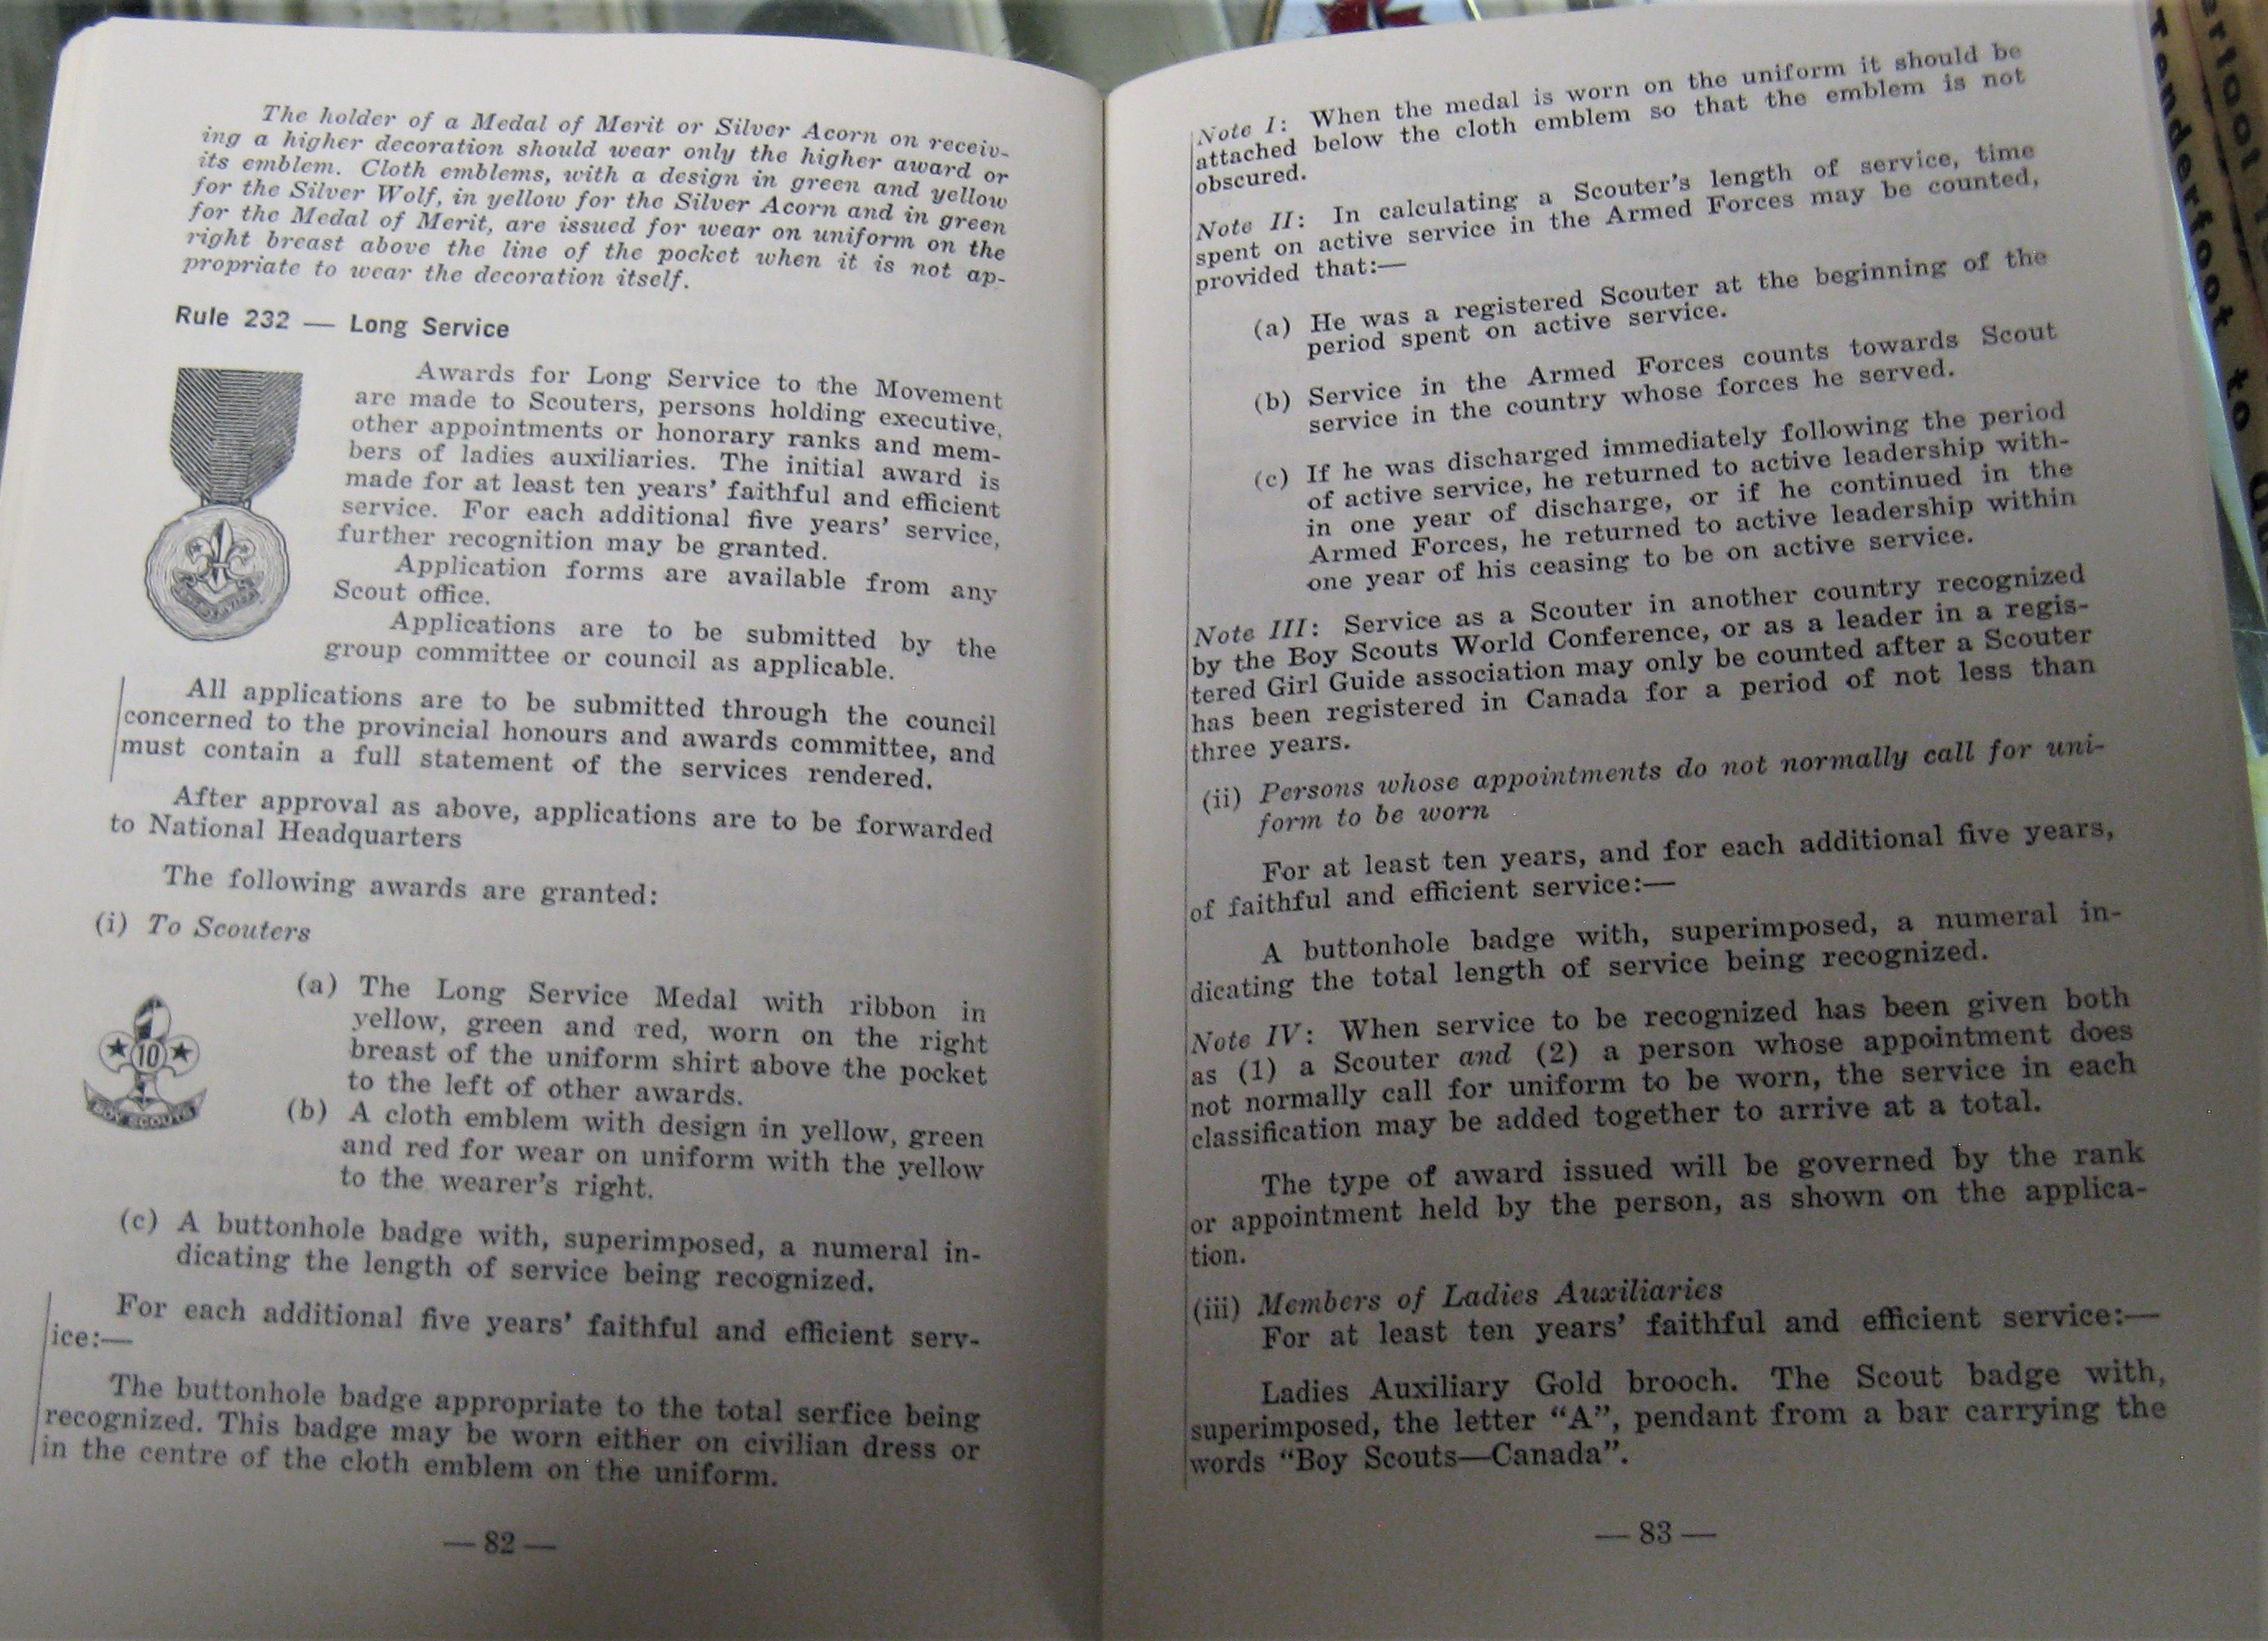 The holder of a Medal of Merit or Silver Acorn on receiv-
ing a higher decoration should wear only the higher award or
its emblem. Cloth emblems, with a design in green and yellow
for the Silver Wolf, in yellow for the Silver Acorn and in green
for the Medal of Merit, are issued for wear on uniform on the
right breast above the line of the pocket when it is not ap-
propriate to wear the decoration itself.
Rule 232 — Long Service
Awards for Long Service to the Movement
are made to Scouters, persons holding executive,
other appointments or honorary ranks and mem-
bers of ladies auxiliaries. The initial award is
made for at least ten years' faithful and efficient
service. For each additional five years' service,
further recognition may be granted.
Application forms are available from any
Scout office.
Applications are to be submitted by the
group committee or council as applicable.
All applications are to be submitted through the council
concerned to the provincial honours and awards committee, and
must contain a full statement of the services rendered.
After approval as above, applications are to be forwarded
to National Headquarters
The following awards are granted:
(i) To Scouters
(a) The Long Service Medal with ribbon in
yellow, green and red, worn on the right
breast of the uniform shirt above the pocket
to the left of other awards.
10
(b) A cloth emblem with design in yellow, green
and red for wear on uniform with the yellow
to the wearer's right.
(c) A buttonhole badge with, superimposed, a numeral in-
dicating the length of service being recognized.
For each additional five years' faithful and efficient serv-
ice:—
The buttonhole badge appropriate to the total serfice being
recognized. This badge may be worn either on civilian dress or
in the centre of the cloth emblem on the uniform.
— 82 —
Note I: When the medal is worn on the uniform it should be
attached below the cloth emblem so that the emblem is not
obscured.
Note II: In calculating a Scouter's length of service, time
spent on active service in the Armed Forces may be counted,
provided that:—
(a) He was a registered Scouter at the beginning of the
period spent on active service.
(b) Service in the Armed Forces counts towards Scout
service in the country whose forces he served.
(c) If he was discharged immediately following the period
of active service, he returned to active leadership with-
in one year of discharge, or if he continued in the
Armed Forces, he returned to active leadership within
one year of his ceasing to be on active service.
Note III: Service as a Scouter in another country recognized
by the Boy Scouts World Conference, or as a leader in a regis-
tered Girl Guide association may only be counted after a Scouter
has been registered in Canada for a period of not less than
three years.
(ii) Persons whose appointments do not normally call for uni-
form to be worn
For at least ten years, and for each additional five years,
of faithful and efficient service:—
A buttonhole badge with, superimposed, a numeral in-
dicating the total length of service being recognized.
Note IV: When service to be recognized has been given both
as (1) a Scouter and (2) a person whose appointment does
not normally call for uniform to be worn, the service in each
classification may be added together to arrive at a total.
The type of award issued will be governed by the rank
or appointment held by the person, as shown on the applica-
tion.
(iii) Members of Ladies Auxiliaries
For at least ten years' faithful and efficient service:—
Ladies Auxiliary Gold brooch. The Scout badge with,
superimposed, the letter "A", pendant from a bar carrying the
words "Boy Scouts—Canada".
— 83 —
Tenderfoot to